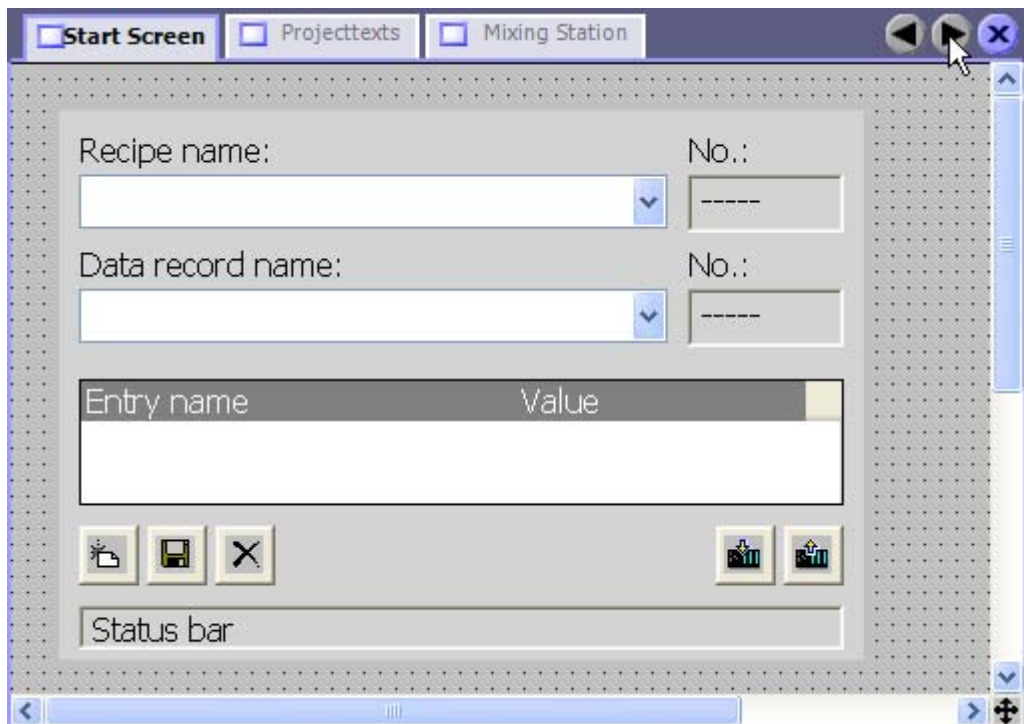 Start Screen Projecttexts Mixing Station
Recipe name: No.:
-----
Data record name: No.:
-----
Entry name Value
Status bar